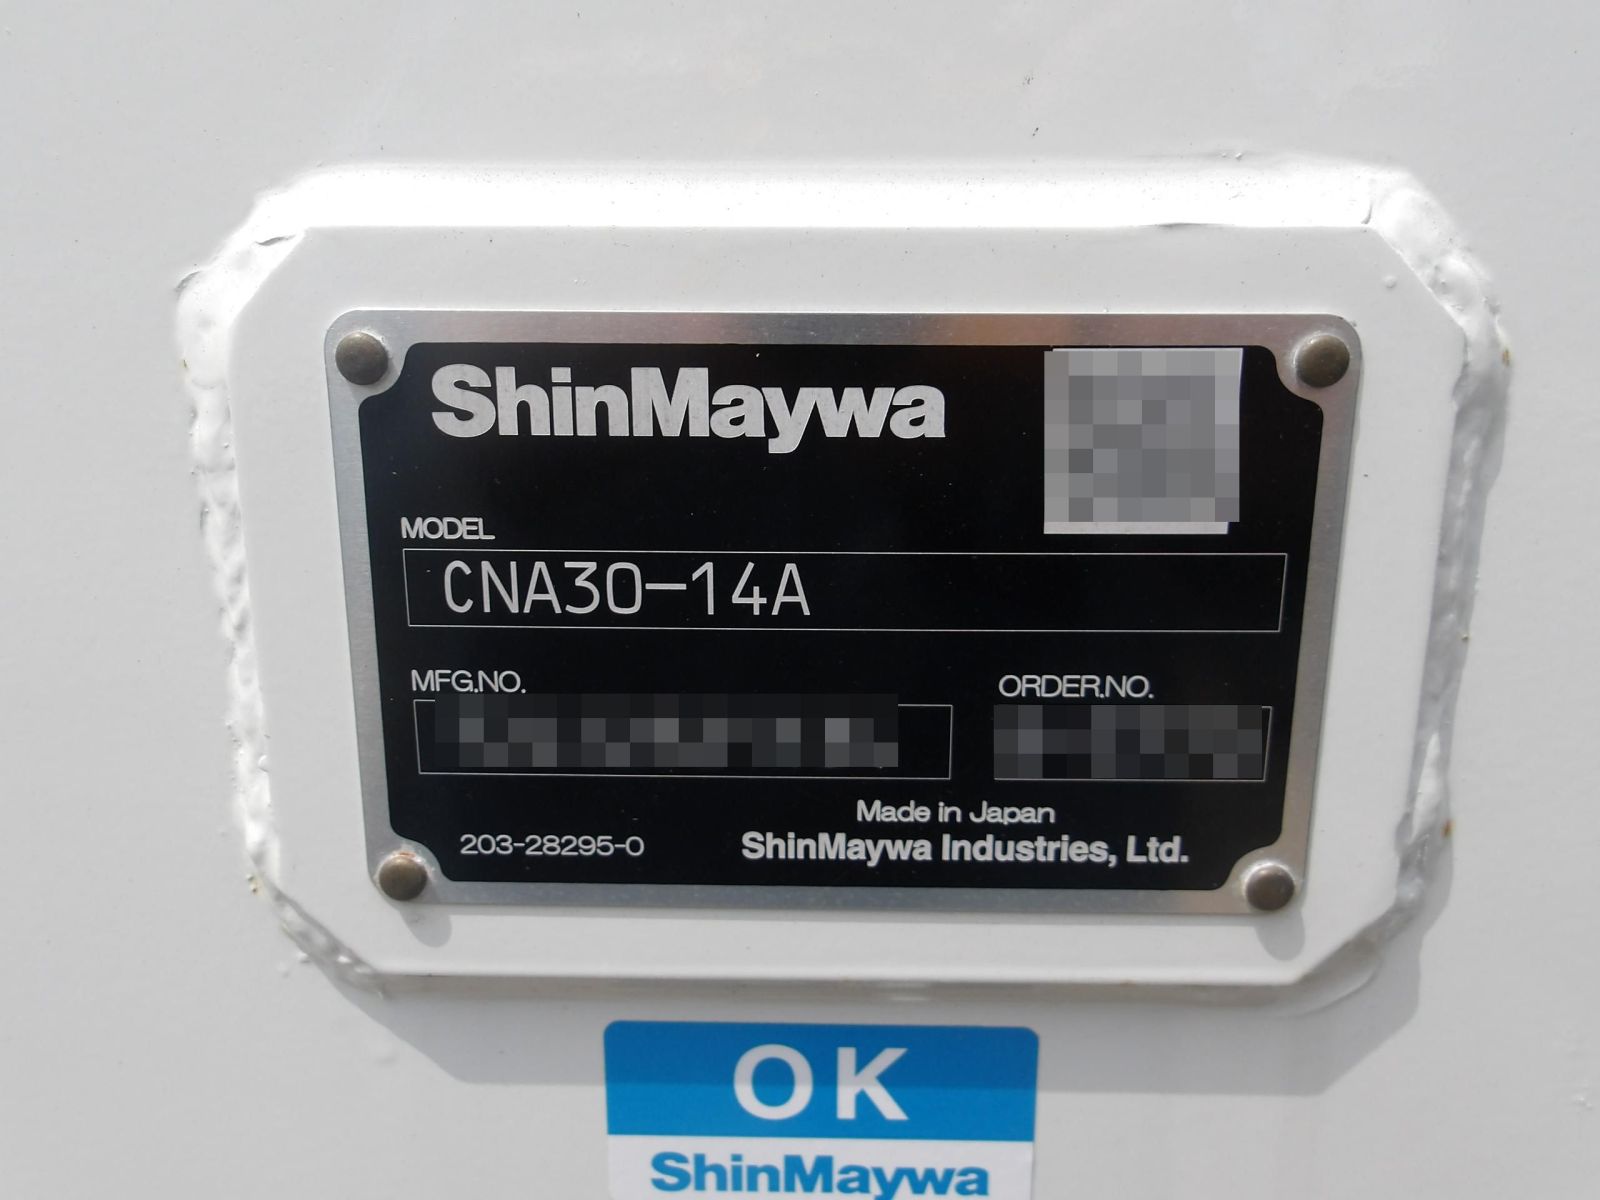 ShinMaywa
MODEL
CNA30-14A
MFG.NO.
ORDER.NO.
Made in Japan
203-28295-0
ShinMaywa Industries, Ltd.
OK
ShinMaywa